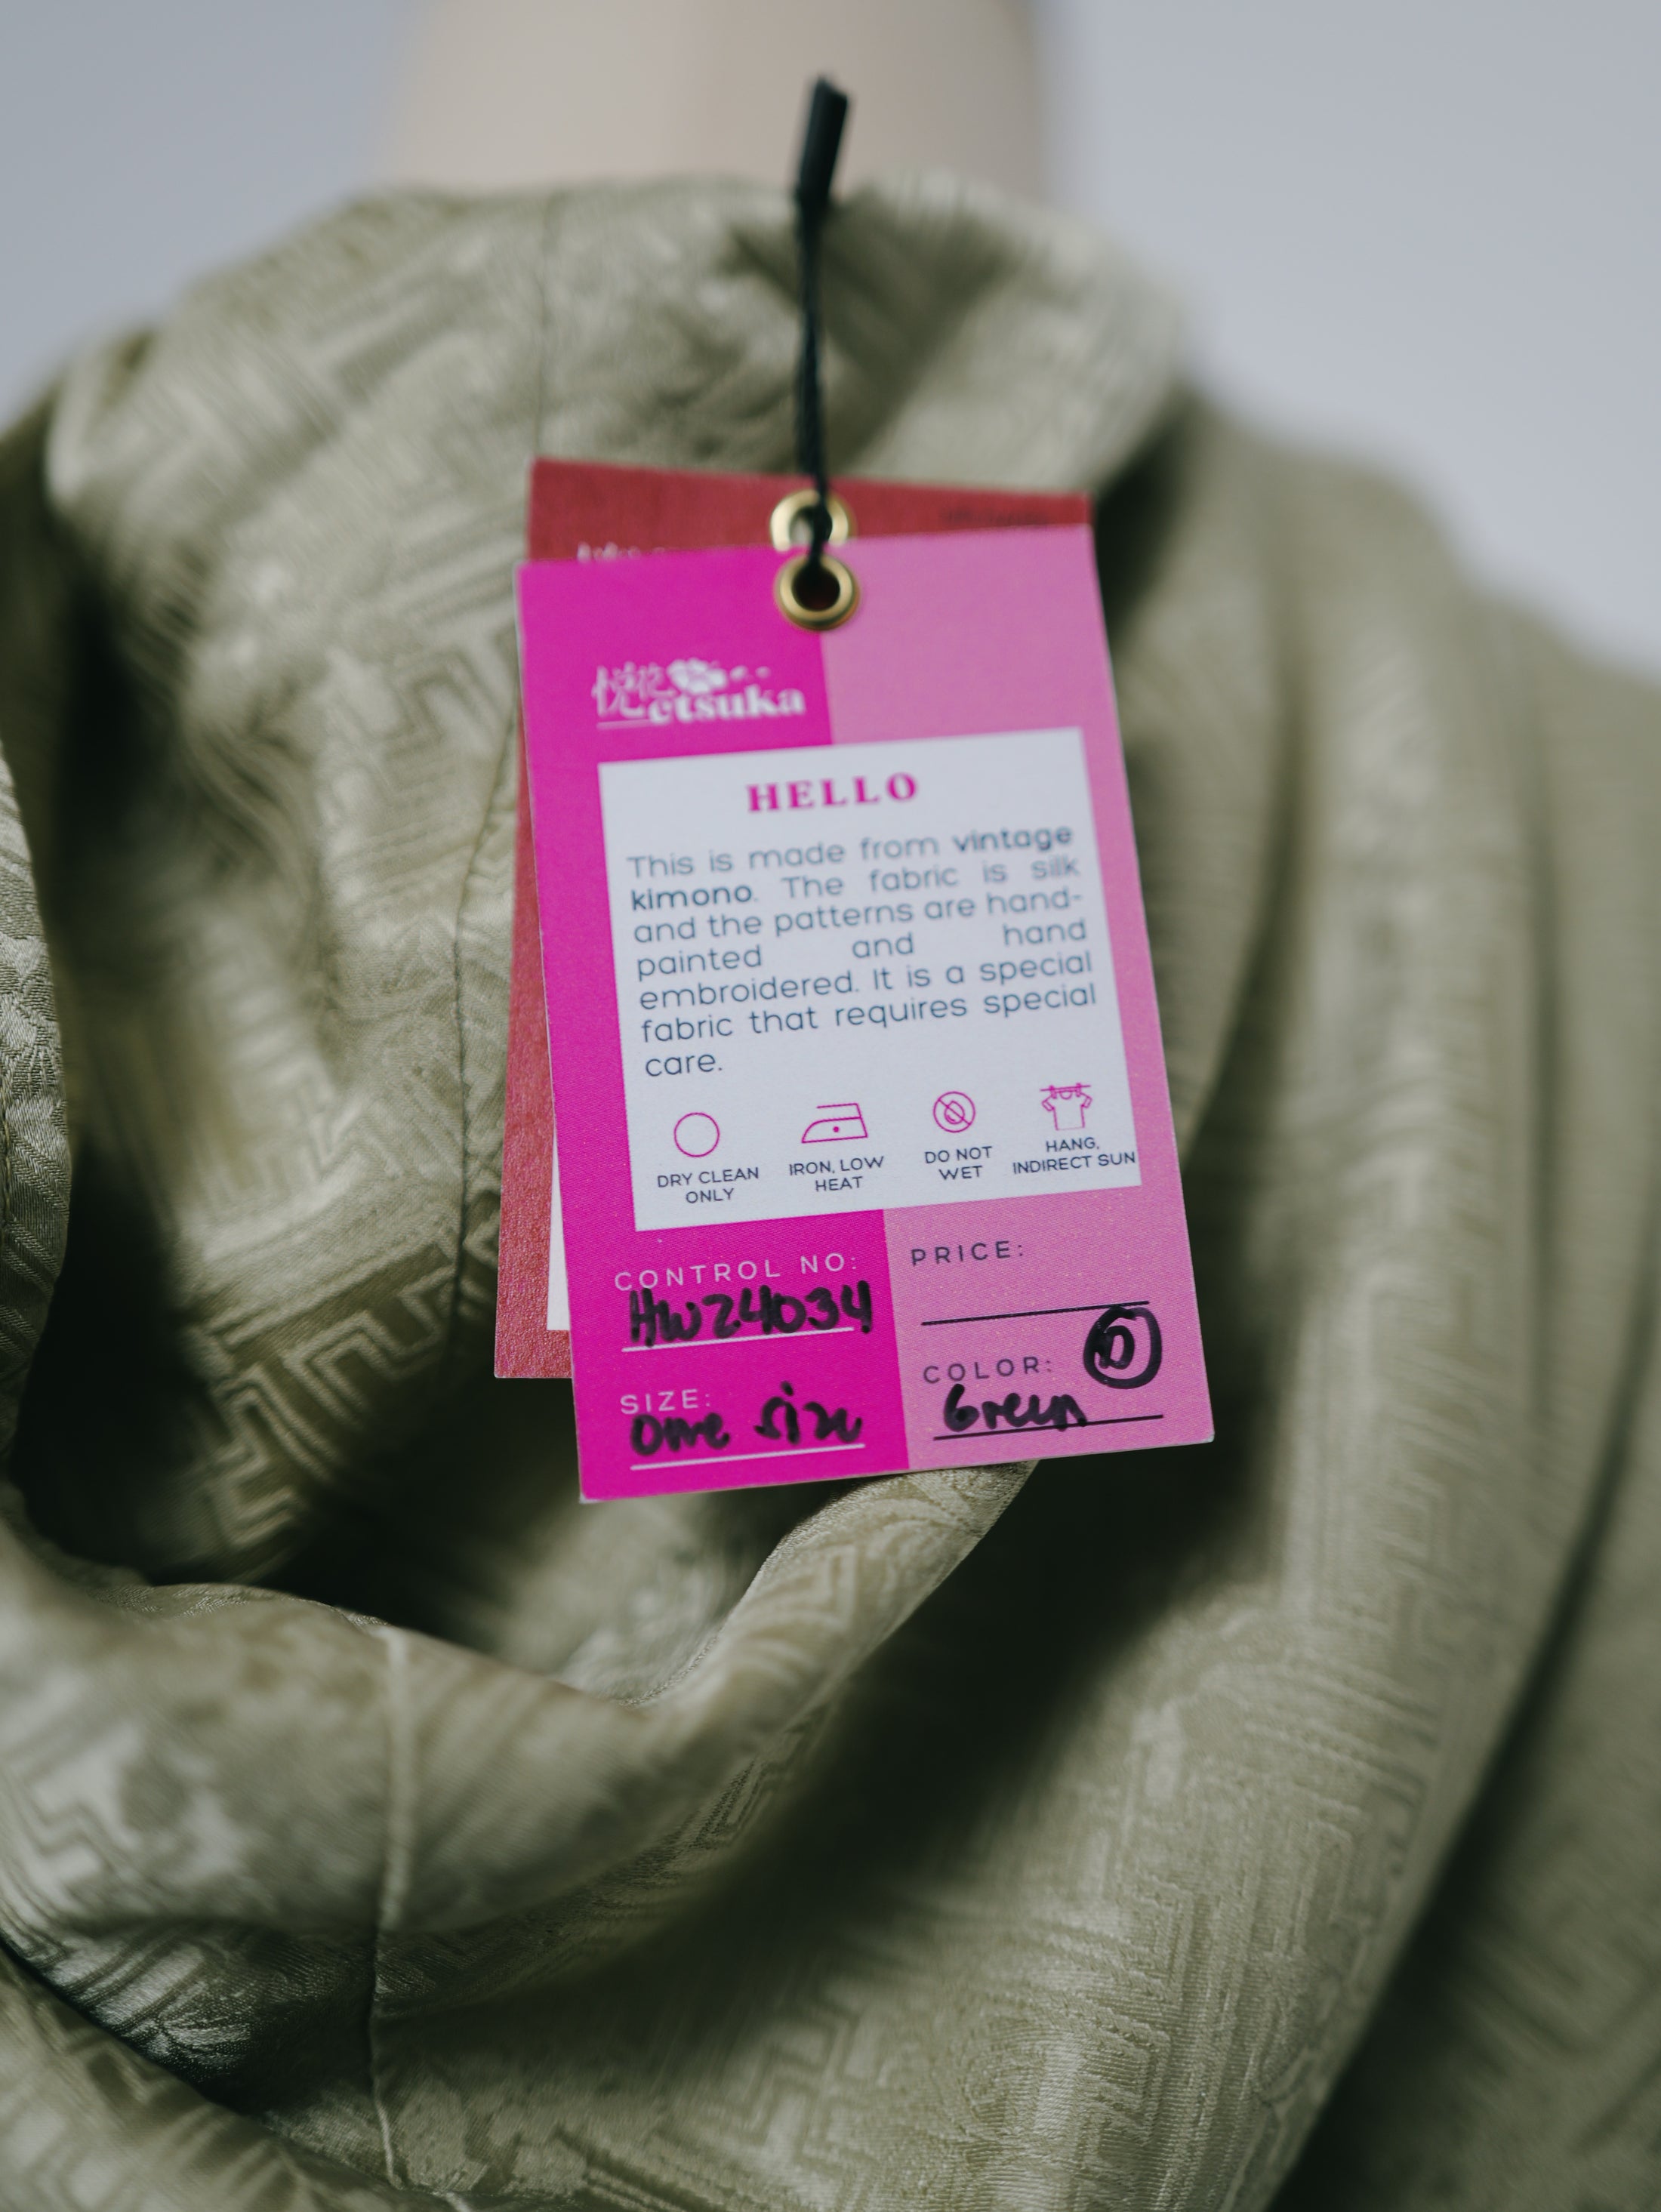 悦花
etsuka
HELLO
This is made from vintage
kimono. The fabric is silk
and the patterns are hand-
painted and hand
embroidered. It is a special
fabric that requires special
care.
DRY CLEAN
ONLY
IRON, LOW
HEAT
DO NOT
WET
HANG,
INDIRECT SUN
CONTROL NO:
HW24034
PRICE:
SIZE:
One size
COLOR:
Green